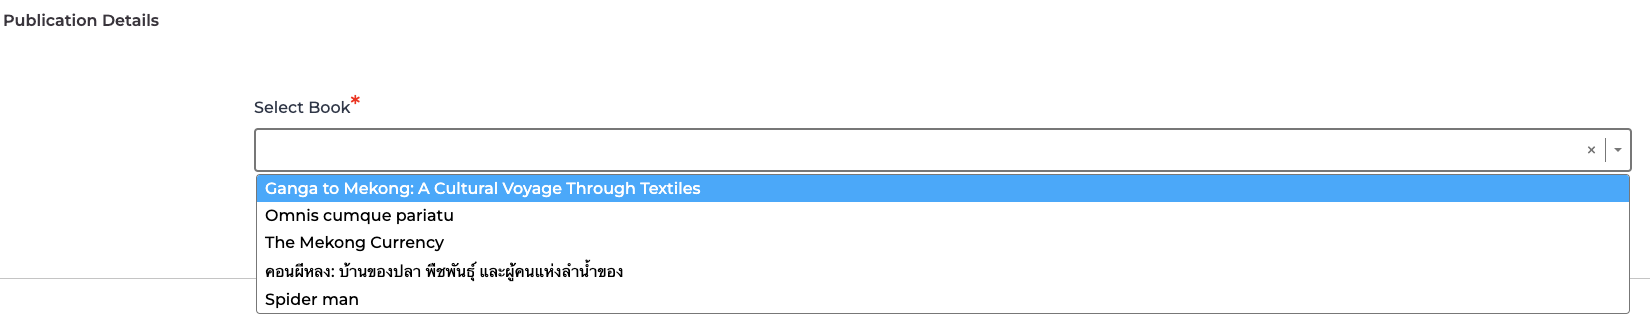 Publication Details
Select Book*
Ganga to Mekong: A Cultural Voyage Through Textiles
Omnis cumque pariatu
The Mekong Currency
คอนผีหลง: บ้านของปลา พืชพันธุ์ และผู้คนแห่งลำน้ำของ
Spider man